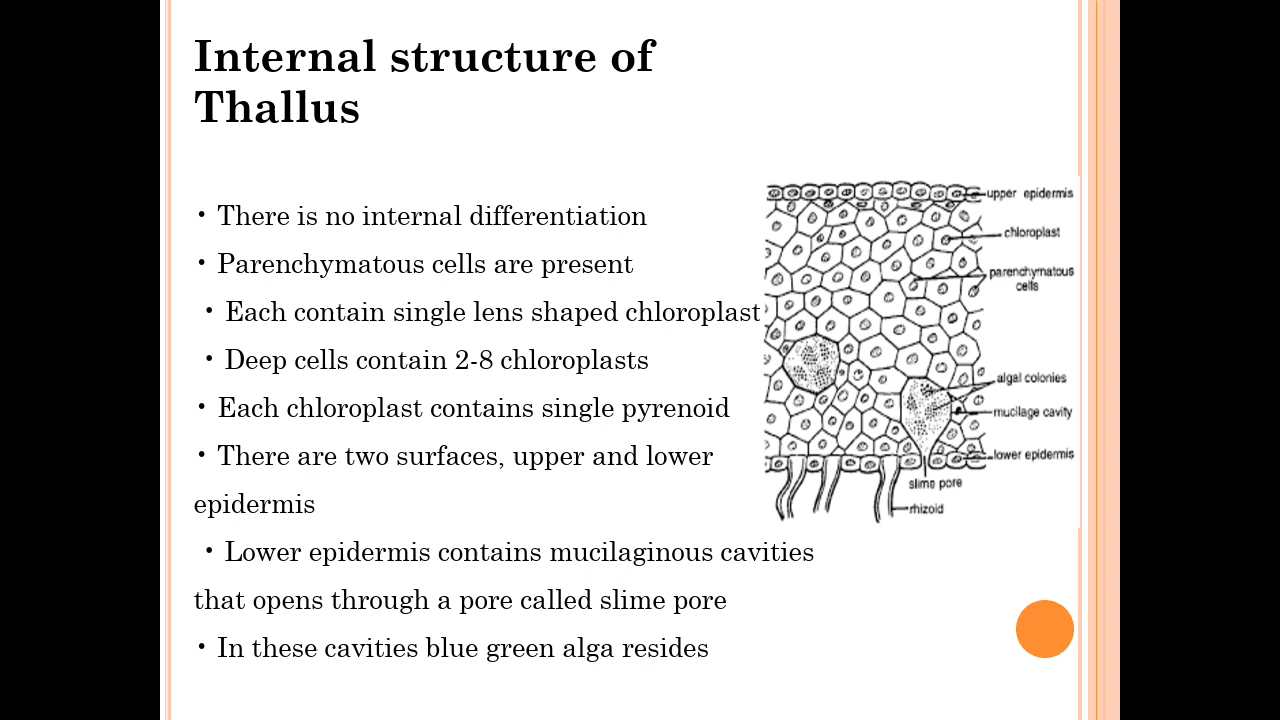 Internal structure of
Thallus
• There is no internal differentiation
• Parenchymatous cells are present
• Each contain single lens shaped chloroplast
• Deep cells contain 2-8 chloroplasts
• Each chloroplast contains single pyrenoid
• There are two surfaces, upper and lower
epidermis
• Lower epidermis contains mucilaginous cavities
that opens through a pore called slime pore
• In these cavities blue green alga resides
upper epidermis
chloroplast
parenchymatous
cells
algal colonies
mucilage cavity
lower epidermis
slime pore
rhizoid